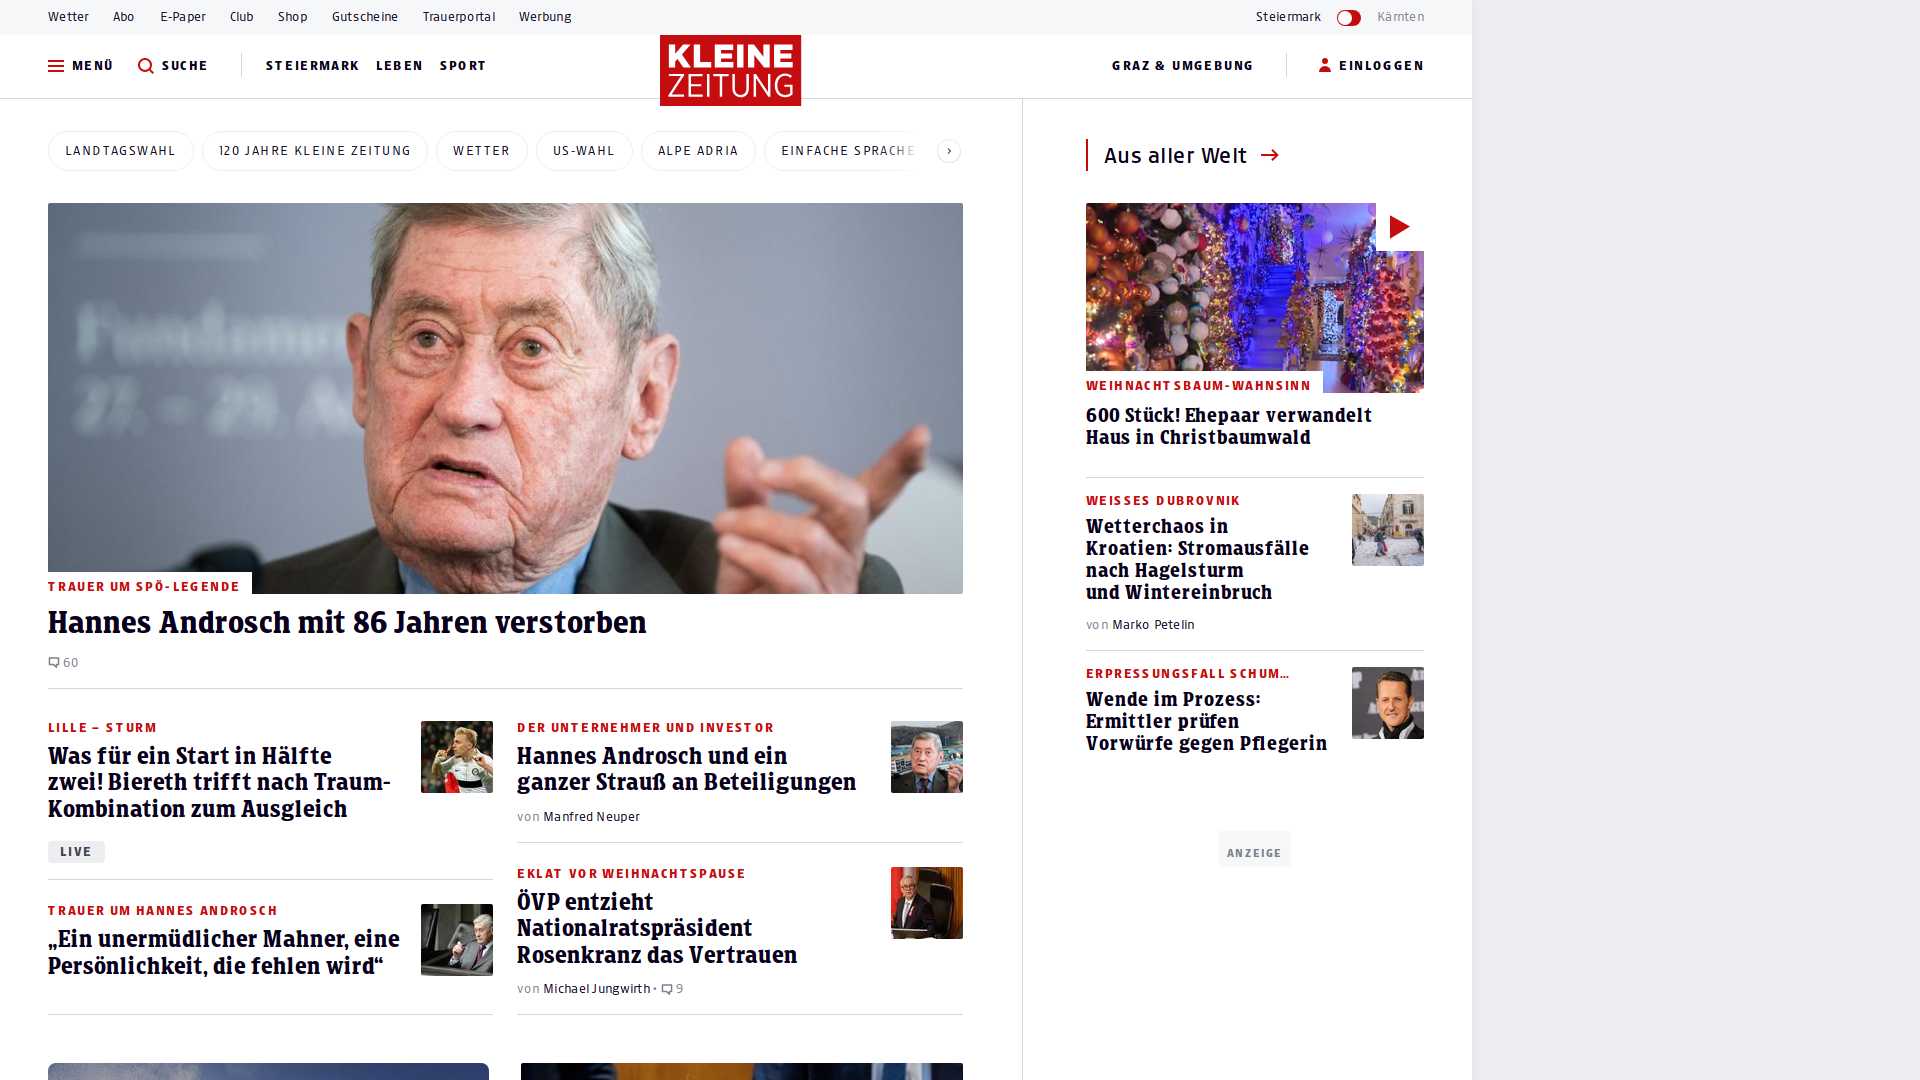 Wetter Abo E-Paper Club Shop Gutscheine Trauerportal Werbung Steiermark Kärnten
MENÜ SUCHE STEIERMARK LEBEN SPORT KLEINE ZEITUNG GRAZ & UMGEBUNG EINLOGGEN
LANDTAGSWAHL 120 JAHRE KLEINE ZEITUNG WETTER US-WAHL ALPE ADRIA EINFACHE SPRACHE
TRAUER UM SPÖ-LEGENDE
Hannes Androsch mit 86 Jahren verstorben
60
LILLE – STURM
Was für ein Start in Hälfte
zwei! Biereth trifft nach Traum-
Kombination zum Ausgleich
LIVE
TRAUER UM HANNES ANDROSCH
„Ein unermüdlicher Mahner, eine
Persönlichkeit, die fehlen wird“
DER UNTERNEHMER UND INVESTOR
Hannes Androsch und ein
ganzer Strauß an Beteiligungen
von Manfred Neuper
EKLAT VOR WEIHNACHTSPAUSE
ÖVP entzieht
Nationalratspräsident
Rosenkranz das Vertrauen
von Michael Jungwirth • 9
Aus aller Welt
WEIHNACHTSBAUM-WAHNSINN
600 Stück! Ehepaar verwandelt
Haus in Christbaumwald
WEISSES DUBROVNIK
Wetterchaos in
Kroatien: Stromausfälle
nach Hagelsturm
und Wintereinbruch
von Marko Petelin
ERPRESSUNGSFALL SCHUM...
Wende im Prozess:
Ermittler prüfen
Vorwürfe gegen Pflegerin
ANZEIGE